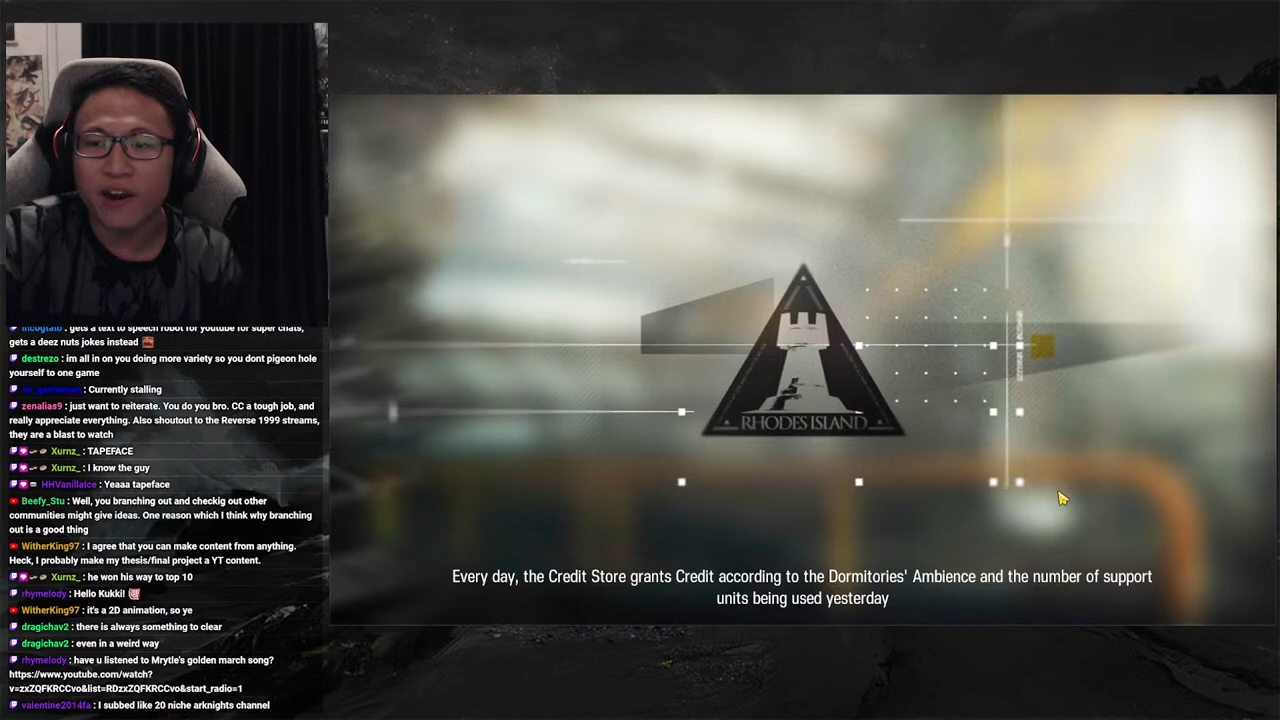 incogtato : gets a text to speech robot for youtube for super chats,
gets a deez nuts jokes instead
destrezo : im all in on you doing more variety so you dont pigeon hole
yourself to one game
: Currently stalling
zenalias9 : just want to reiterate. You do you bro. CC a tough job, and
really appreciate everything. Also shoutout to the Reverse 1999 streams,
they are a blast to watch
Xurnz_ : TAPEFACE
Xurnz_ : I know the guy
HHVanillaIce : Yeaaa tapeface
Beefy_Stu : Well, you branching out and checkig out other
communities might give ideas. One reason which I think why branching
out is a good thing
WitherKing97 : I agree that you can make content from anything.
Heck, I probably make my thesis/final project a YT content.
Xurnz_ : he won his way to top 10
rhymelody : Hello Kukki!
WitherKing97 : it's a 2D animation, so ye
dragichav2 : there is always something to clear
dragichav2 : even in a weird way
rhymelody : have u listened to Mrytle's golden march song?
https://www.youtube.com/watch?
v=zxZQFKRCCvo&list=RDzxZQFKRCCvo&start_radio=1
valentine2014fa : I subbed like 20 niche arknights channel
RHODES ISLAND
Every day, the Credit Store grants Credit according to the Dormitories' Ambience and the number of support
units being used yesterday